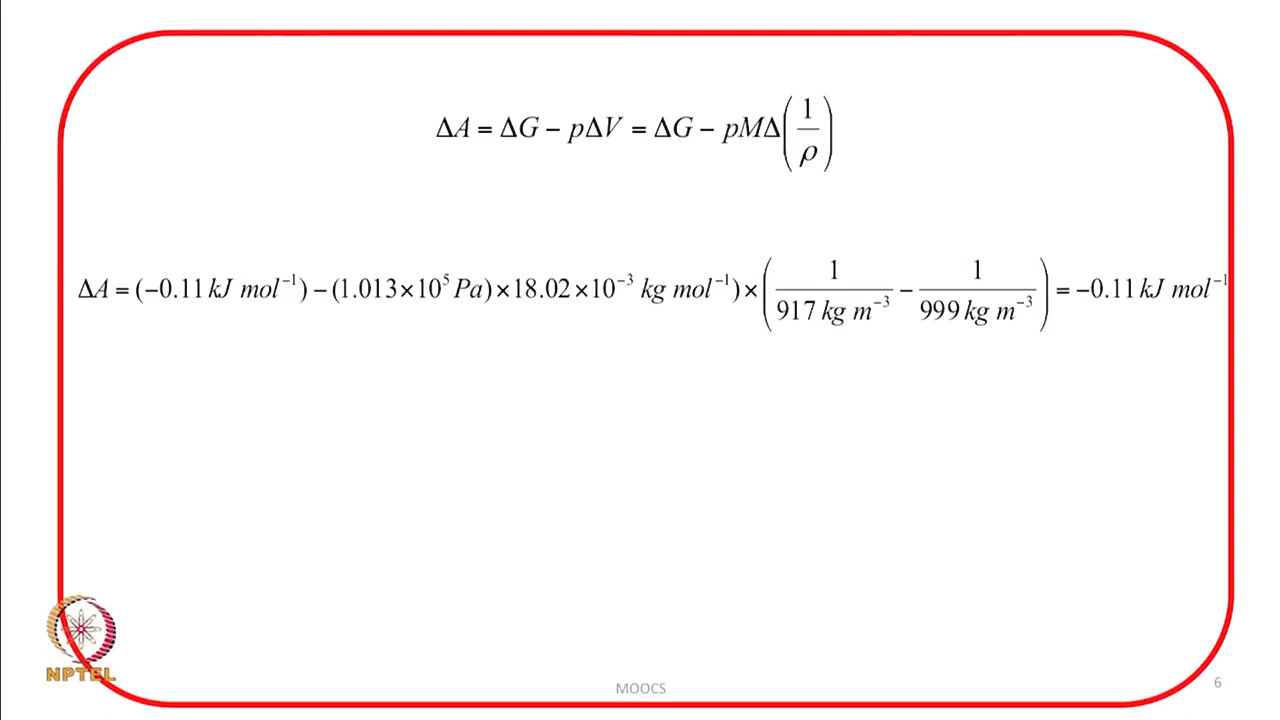 ΔA = ΔG − pΔV = ΔG − pMΔ(1/ρ)
ΔA = (−0.11 kJ mol⁻¹) − (1.013×10⁵ Pa)×18.02×10⁻³ kg mol⁻¹)×(1/917 kg m⁻³ − 1/999 kg m⁻³) = −0.11 kJ mol⁻¹
NPTEL
MOOCS
6